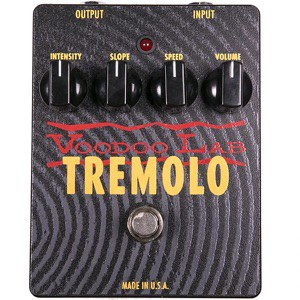 OUTPUT INPUT
INTENSITY SLOPE SPEED VOLUME
VOODOO LAB
TREMOLO
MADE IN U.S.A.